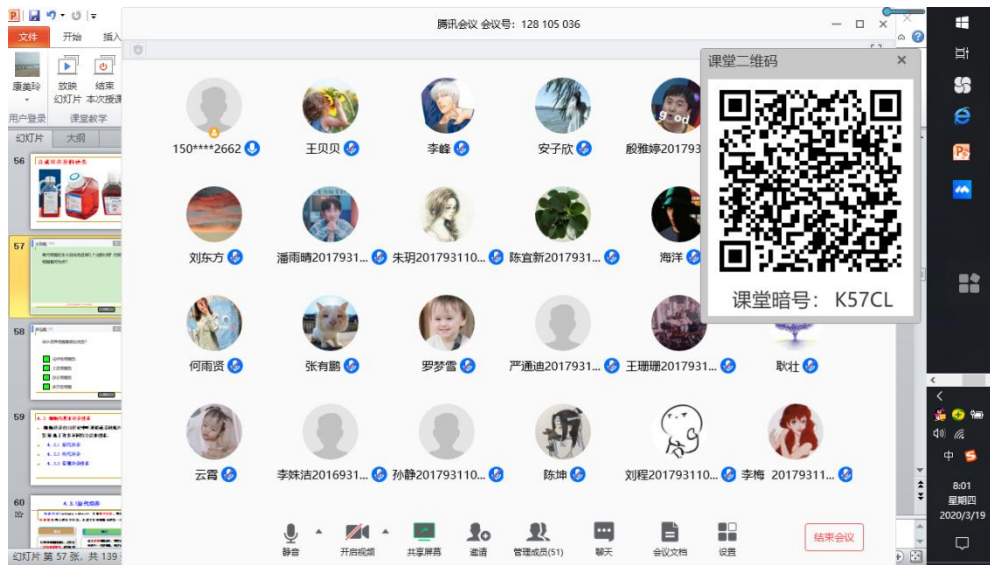 腾讯会议 会议号：128 105 036
文件 开始 插入
康美玲
放映
幻灯片
结束
本次授课
用户登录 课堂教学
幻灯片 大纲
56
57
58
59
60
课堂二维码
课堂暗号：K57CL
150****2662 王贝贝 李峰 安子欣 殷雅婷201793
刘东方 潘雨晴2017931... 朱玥201793110... 陈宜新2017931... 海洋
何雨贤 张有鹏 罗梦雪 严通迪2017931... 王珊珊2017931... 耿壮
云霄 李姝洁2016931... 孙静201793110... 陈坤 刘程201793110... 李梅 20179311...
静音 开启视频 共享屏幕 邀请 管理成员(51) 聊天 会议文档 设置 结束会议
幻灯片 第 57 张，共 139
中
8:01
星期四
2020/3/19